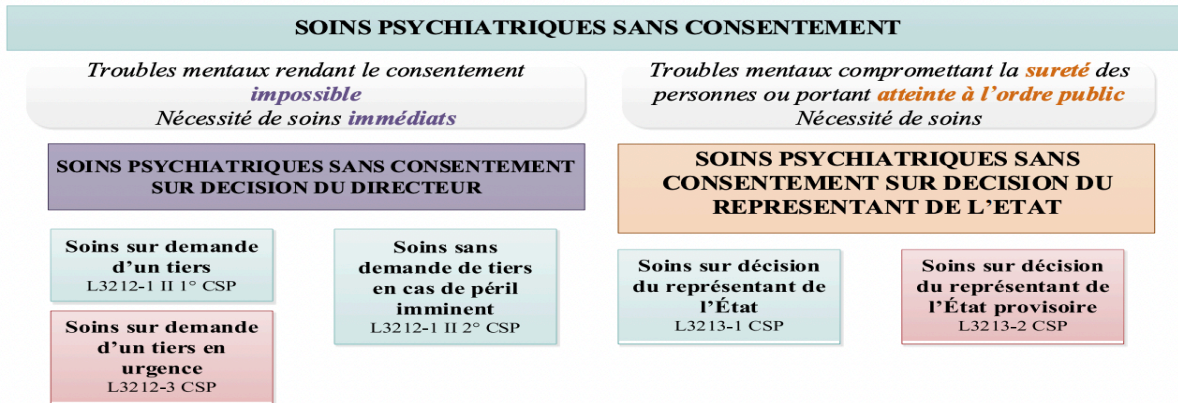 SOINS PSYCHIATRIQUES SANS CONSENTEMENT
Troubles mentaux rendant le consentement
impossible
Nécessité de soins immédiats
Troubles mentaux compromettant la sureté des
personnes ou portant atteinte à l'ordre public
Nécessité de soins
SOINS PSYCHIATRIQUES SANS CONSENTEMENT
SUR DECISION DU DIRECTEUR
SOINS PSYCHIATRIQUES SANS
CONSENTEMENT SUR DECISION DU
REPRESENTANT DE L'ETAT
Soins sur demande
d'un tiers
L3212-1 II 1° CSP
Soins sur demande
d'un tiers en
urgence
L3212-3 CSP
Soins sans
demande de tiers
en cas de péril
imminent
L3212-1 II 2° CSP
Soins sur décision
du représentant de
l'État
L3213-1 CSP
Soins sur décision
du représentant de
l'État provisoire
L3213-2 CSP